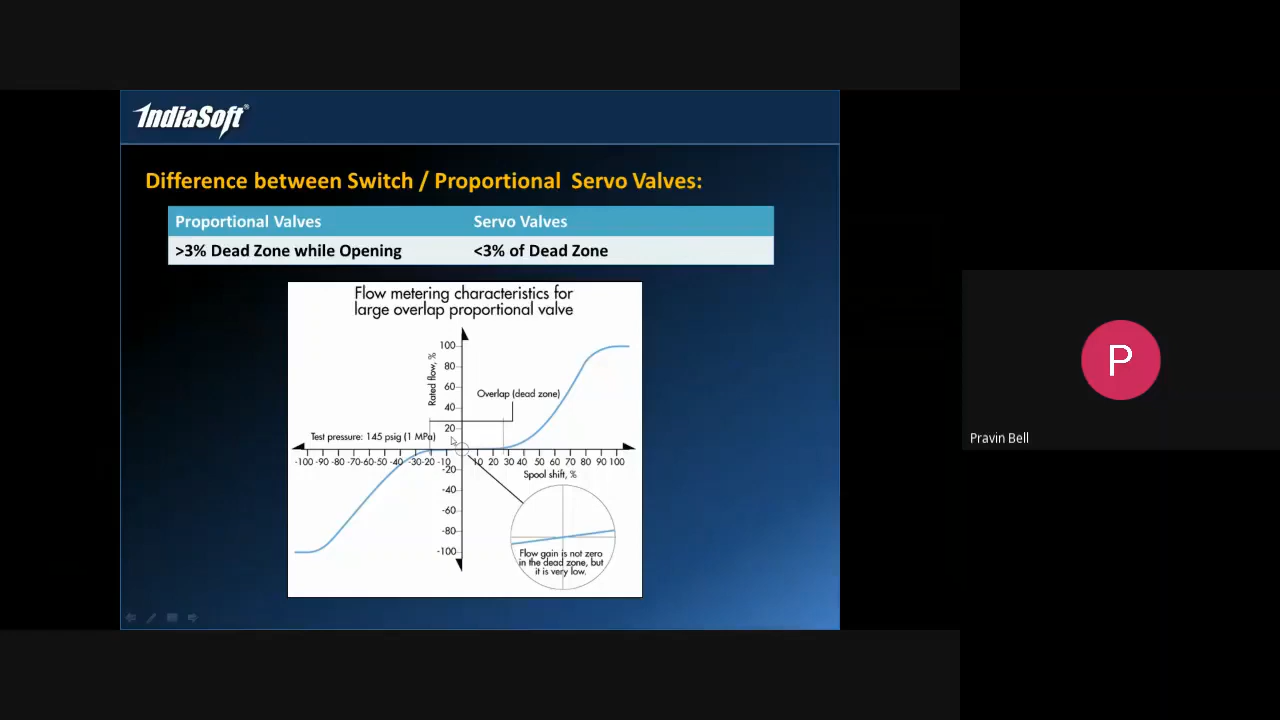 IndiaSoft®
Difference between Switch / Proportional Servo Valves:
Proportional Valves Servo Valves
>3% Dead Zone while Opening <3% of Dead Zone
Flow metering characteristics for
large overlap proportional valve
100
80
60
40
20
Rated flow, %
Overlap (dead zone)
Test pressure: 145 psig (1 MPa)
-100 -90 -80 -70 -60 -50 -40 -30 -20 -10 10 20 30 40 50 60 70 80 90 100
Spool shift, %
-20
-40
-60
-80
-100
Flow gain is not zero
in the dead zone, but
it is very low.
P
Pravin Bell